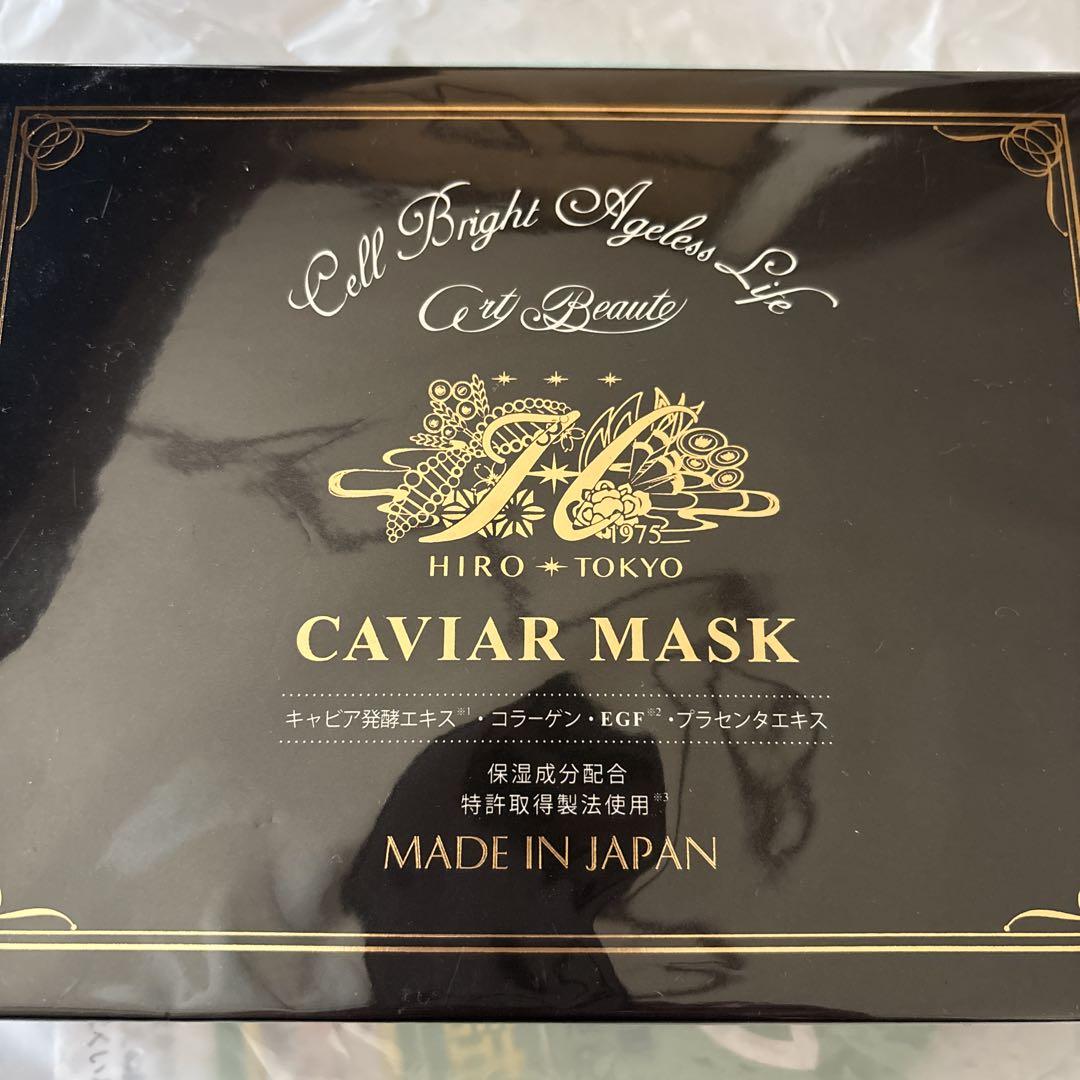 Cell Bright Ageless Life
Art Beauté
H
1975
HIRO TOKYO
CAVIAR MASK
キャビア発酵エキス※1・コラーゲン・EGF※2・プラセンタエキス
保湿成分配合
特許取得製法使用※3
MADE IN JAPAN